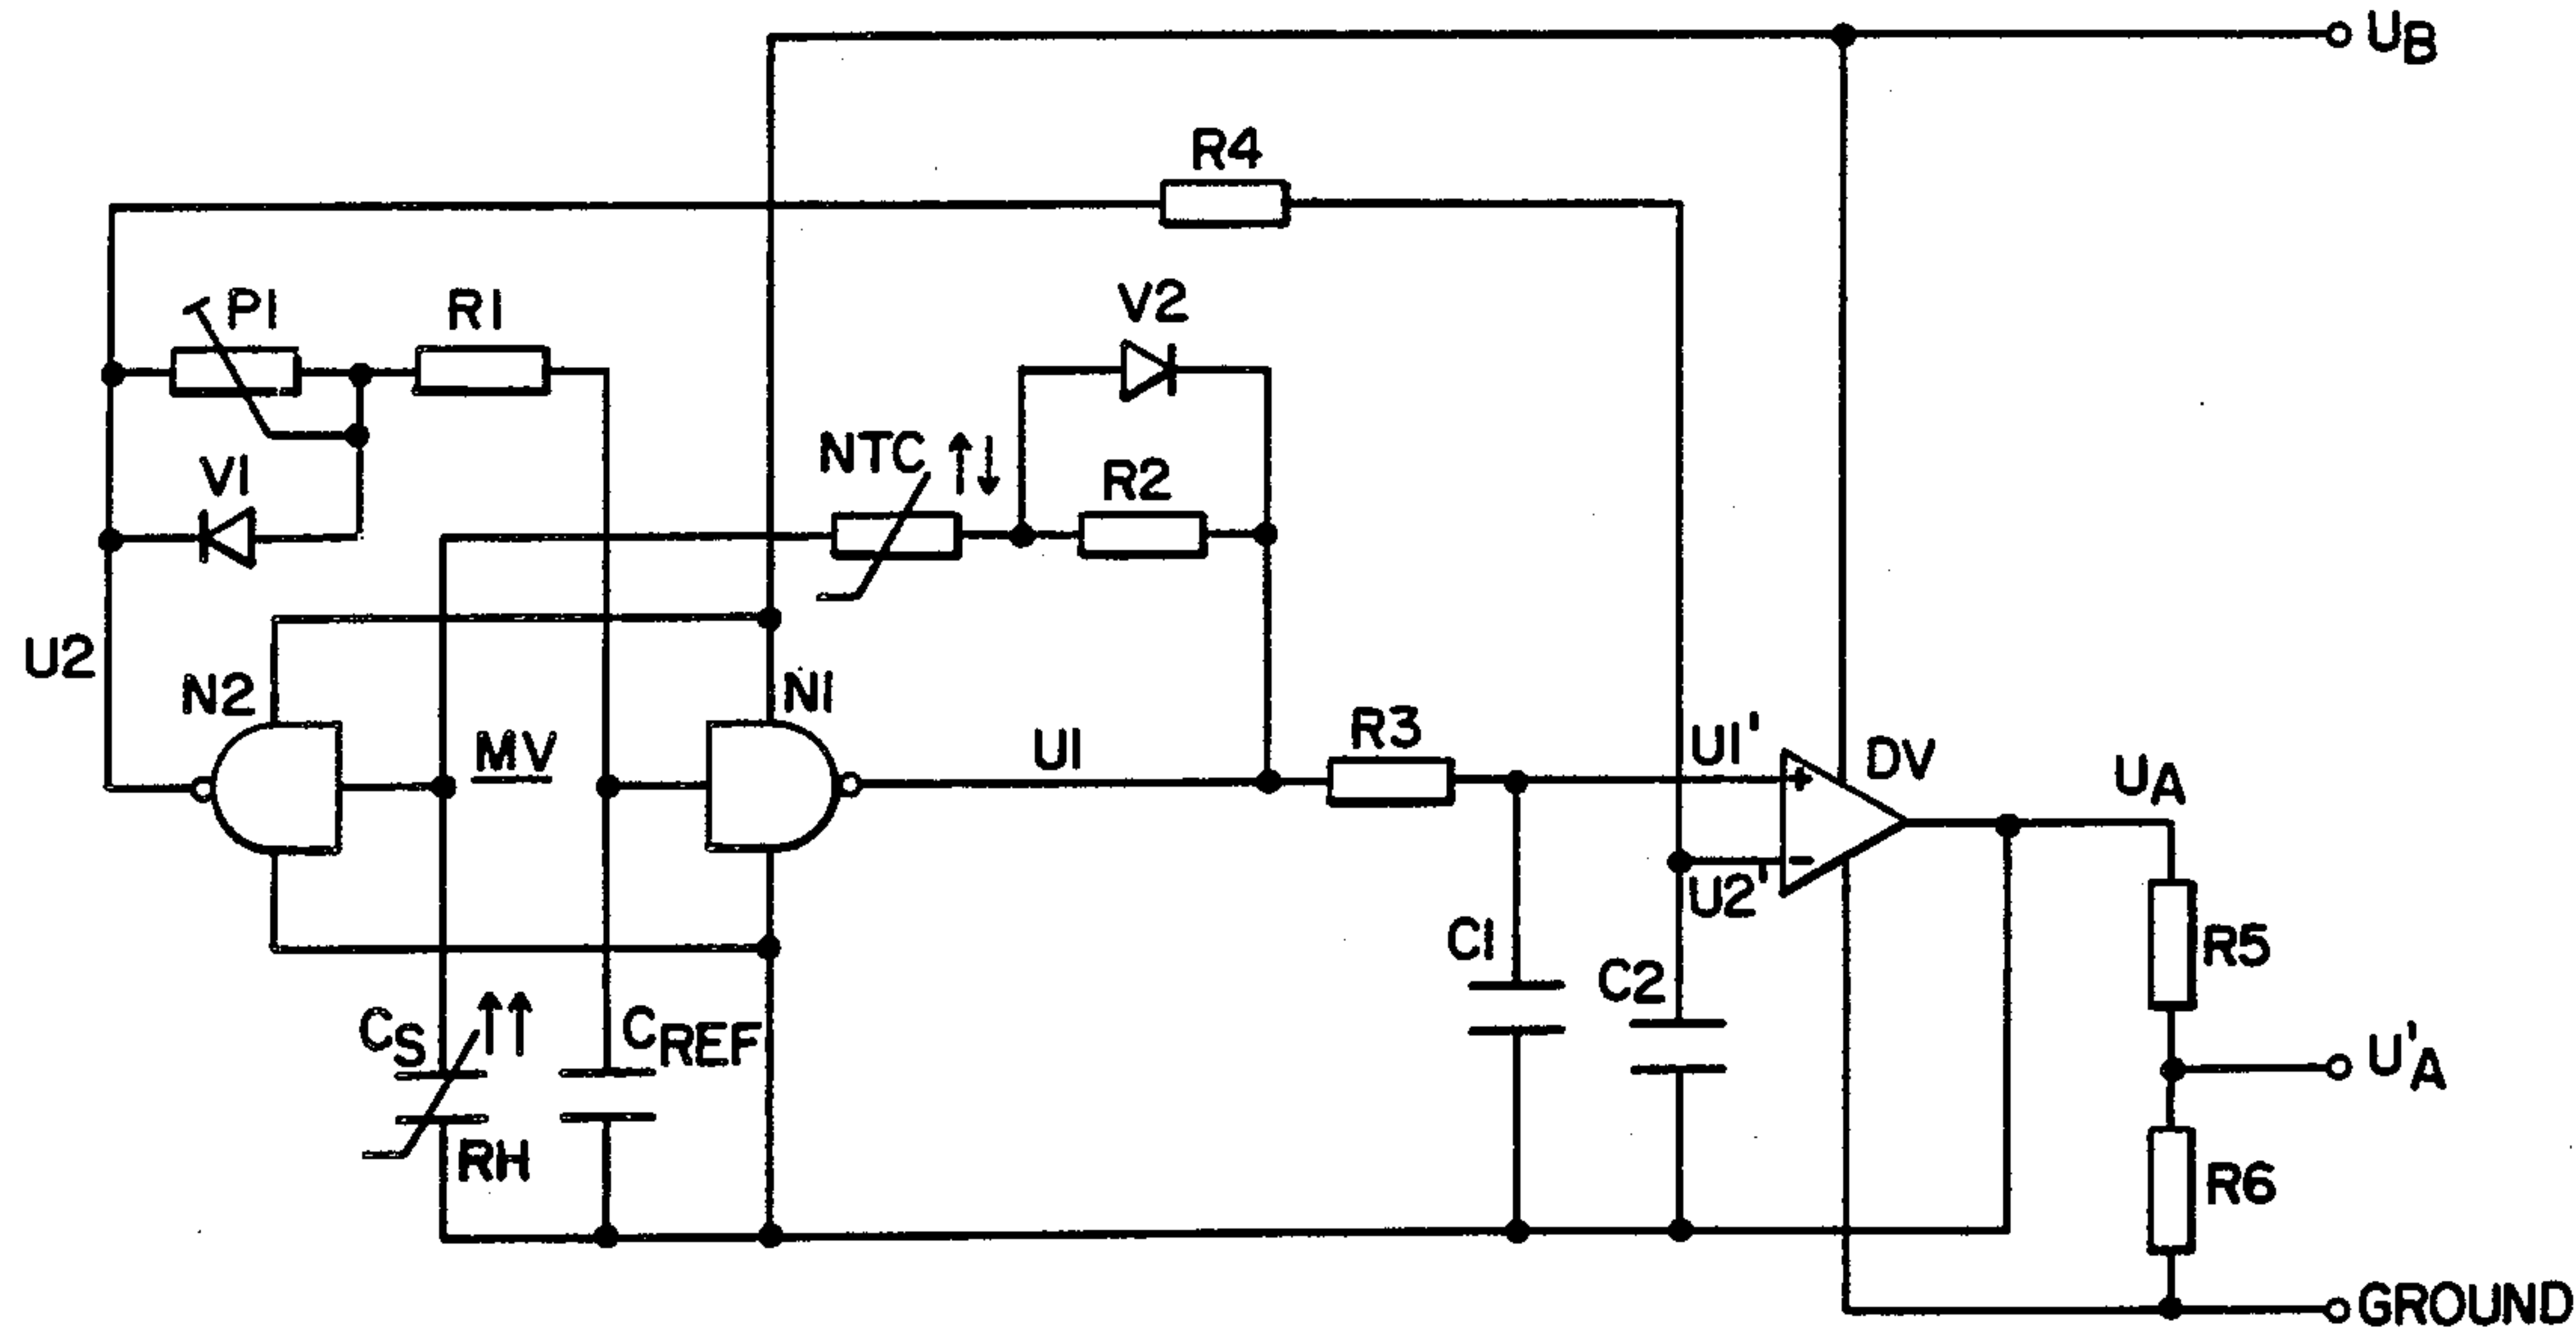 UB
R4
P1
R1
V2
NTC ↑↓
R2
V1
U2
N2
MV
N1
U1
R3
U1'
DV
UA
U2'
C1
C2
R5
CS ↑↑
CREF
U'A
RH
R6
GROUND